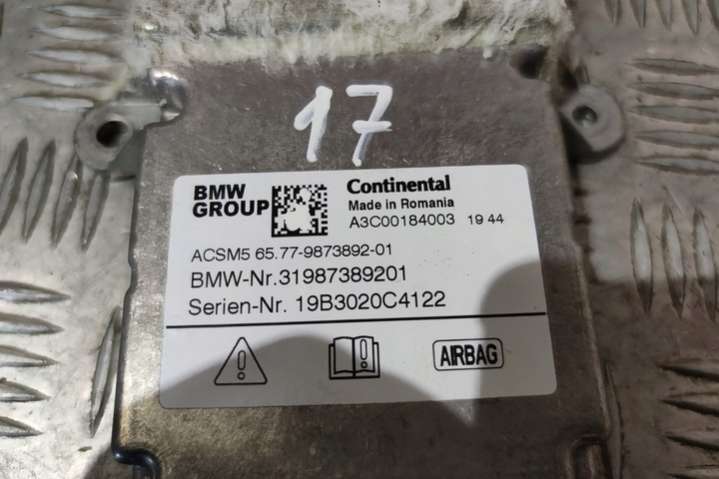 17
BMW
GROUP
Continental
Made in Romania
A3C00184003 19 44
ACSM5 65.77-9873892-01
BMW-Nr.31987389201
Serien-Nr. 19B3020C4122
AIRBAG